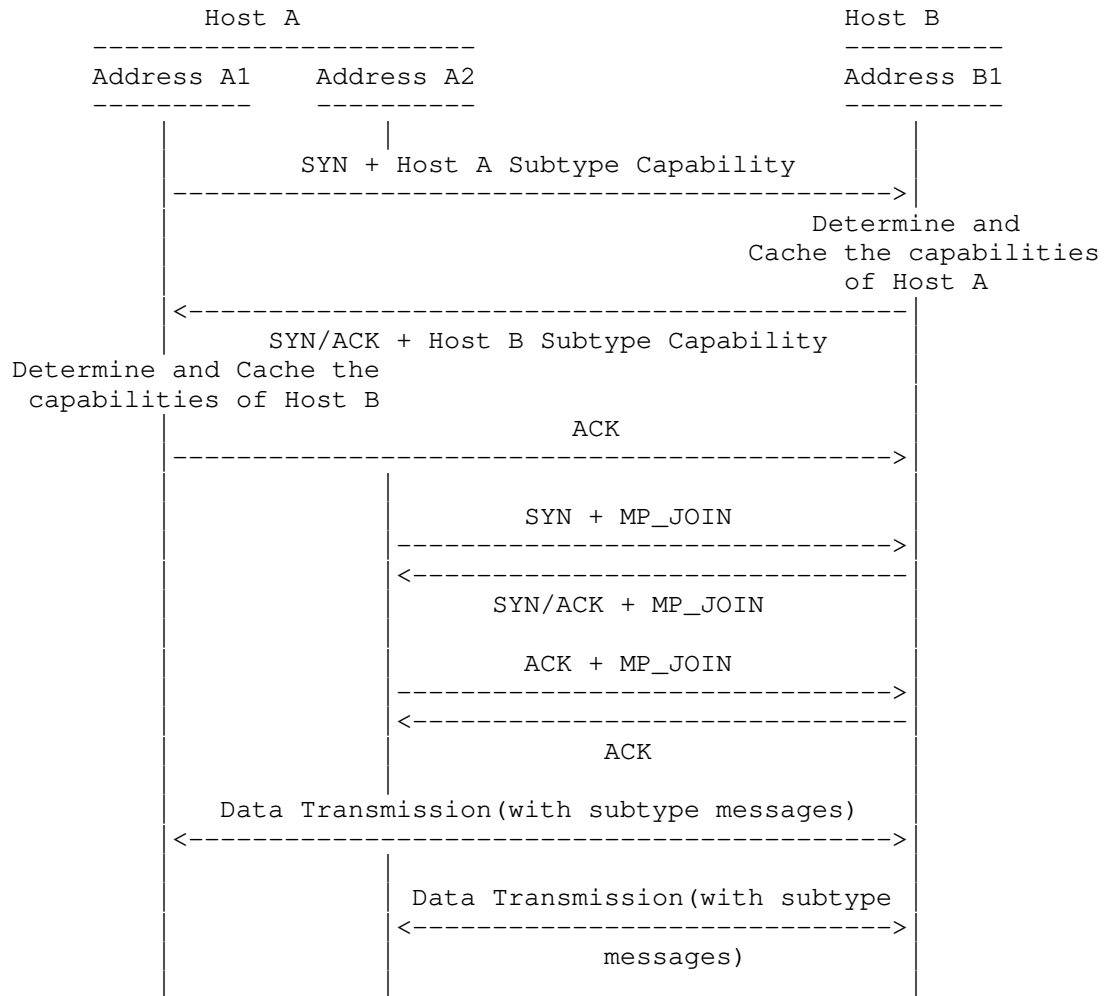 Host A Host B
Address A1 Address A2 Address B1
SYN + Host A Subtype Capability
Determine and
Cache the capabilities
of Host A
SYN/ACK + Host B Subtype Capability
Determine and Cache the
capabilities of Host B
ACK
SYN + MP_JOIN
SYN/ACK + MP_JOIN
ACK + MP_JOIN
ACK
Data Transmission(with subtype messages)
Data Transmission(with subtype
messages)